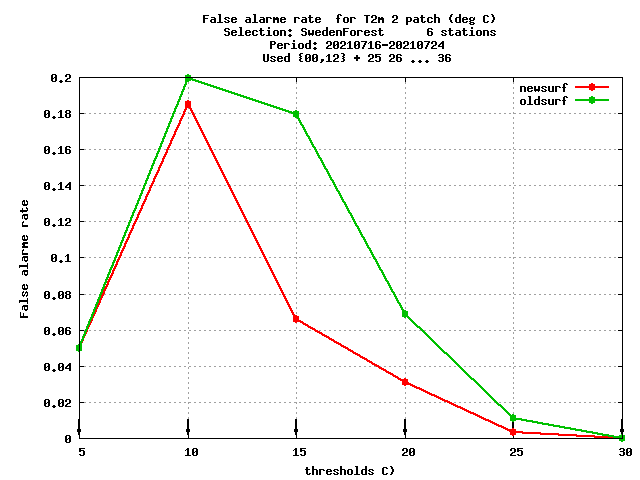 False alarme rate  for T2m 2 patch (deg C)
Selection: SwedenForest      6 stations
Period: 20210716-20210724
Used {00,12} + 25 26 ... 36
newsurf
oldsurf
0,2
0,18
0,16
0,14
0,12
0,1
0,08
0,06
0,04
0,02
0
False alarme rate
5 10 15 20 25 30
thresholds C)